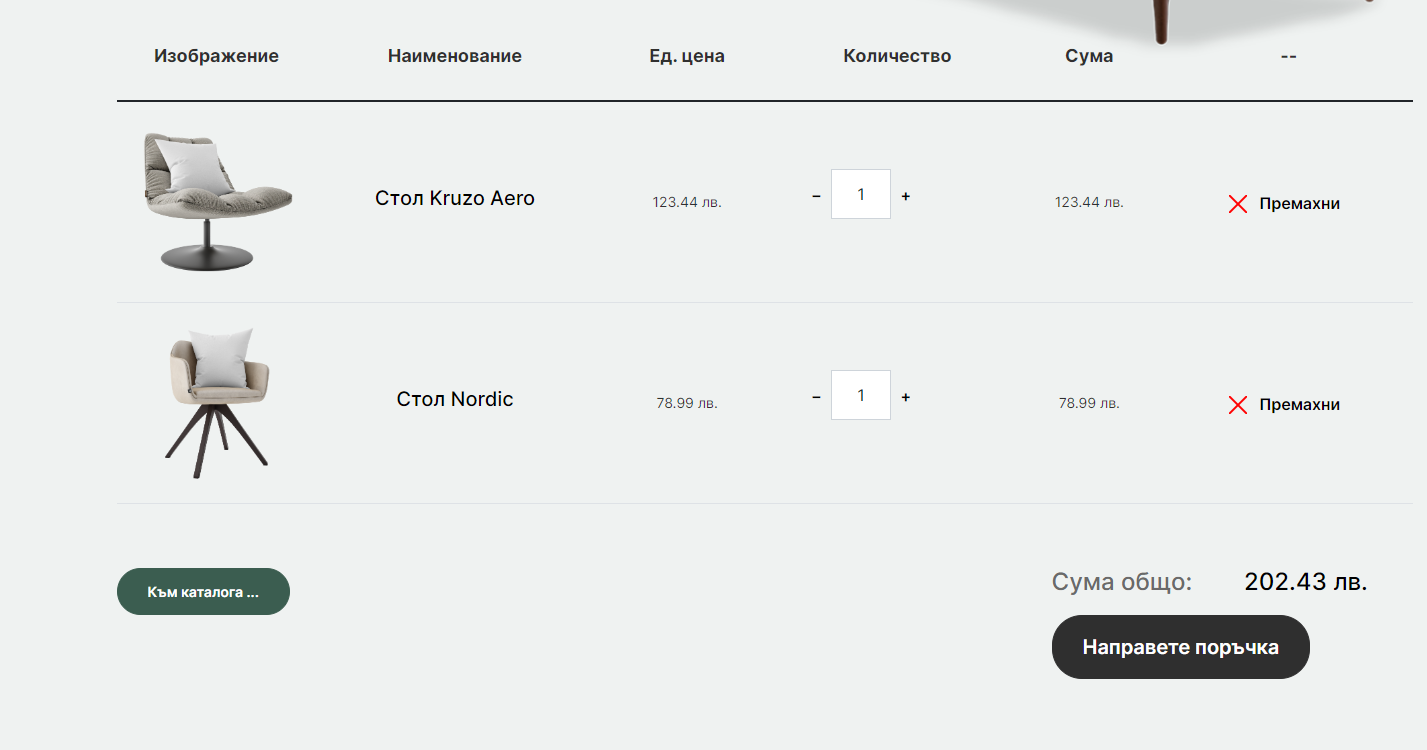 Изображение Наименование Ед. цена Количество Сума --
Стол Kruzo Aero 123.44 лв. − 1 + 123.44 лв. Премахни
Стол Nordic 78.99 лв. − 1 + 78.99 лв. Премахни
Към каталога ... Сума общо: 202.43 лв.
Направете поръчка